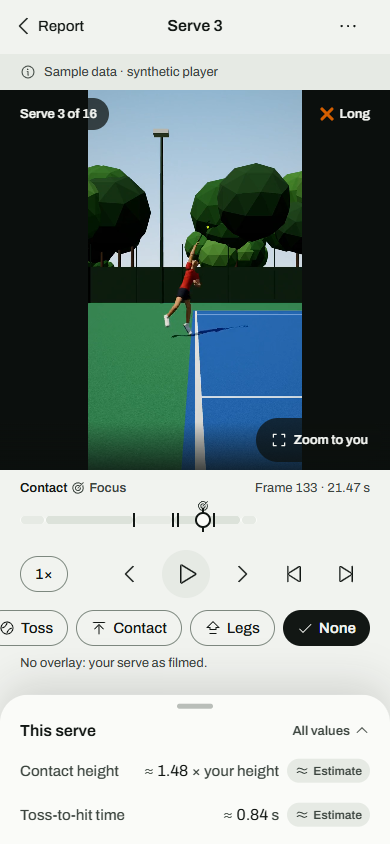 Report
Serve 3
Sample data · synthetic player
Serve 3 of 16
Long
Zoom to you
Contact Focus
Frame 133 · 21.47 s
1×
Toss
Contact
Legs
None
No overlay: your serve as filmed.
This serve
All values
Contact height ≈ 1.48 × your height Estimate
Toss-to-hit time ≈ 0.84 s Estimate